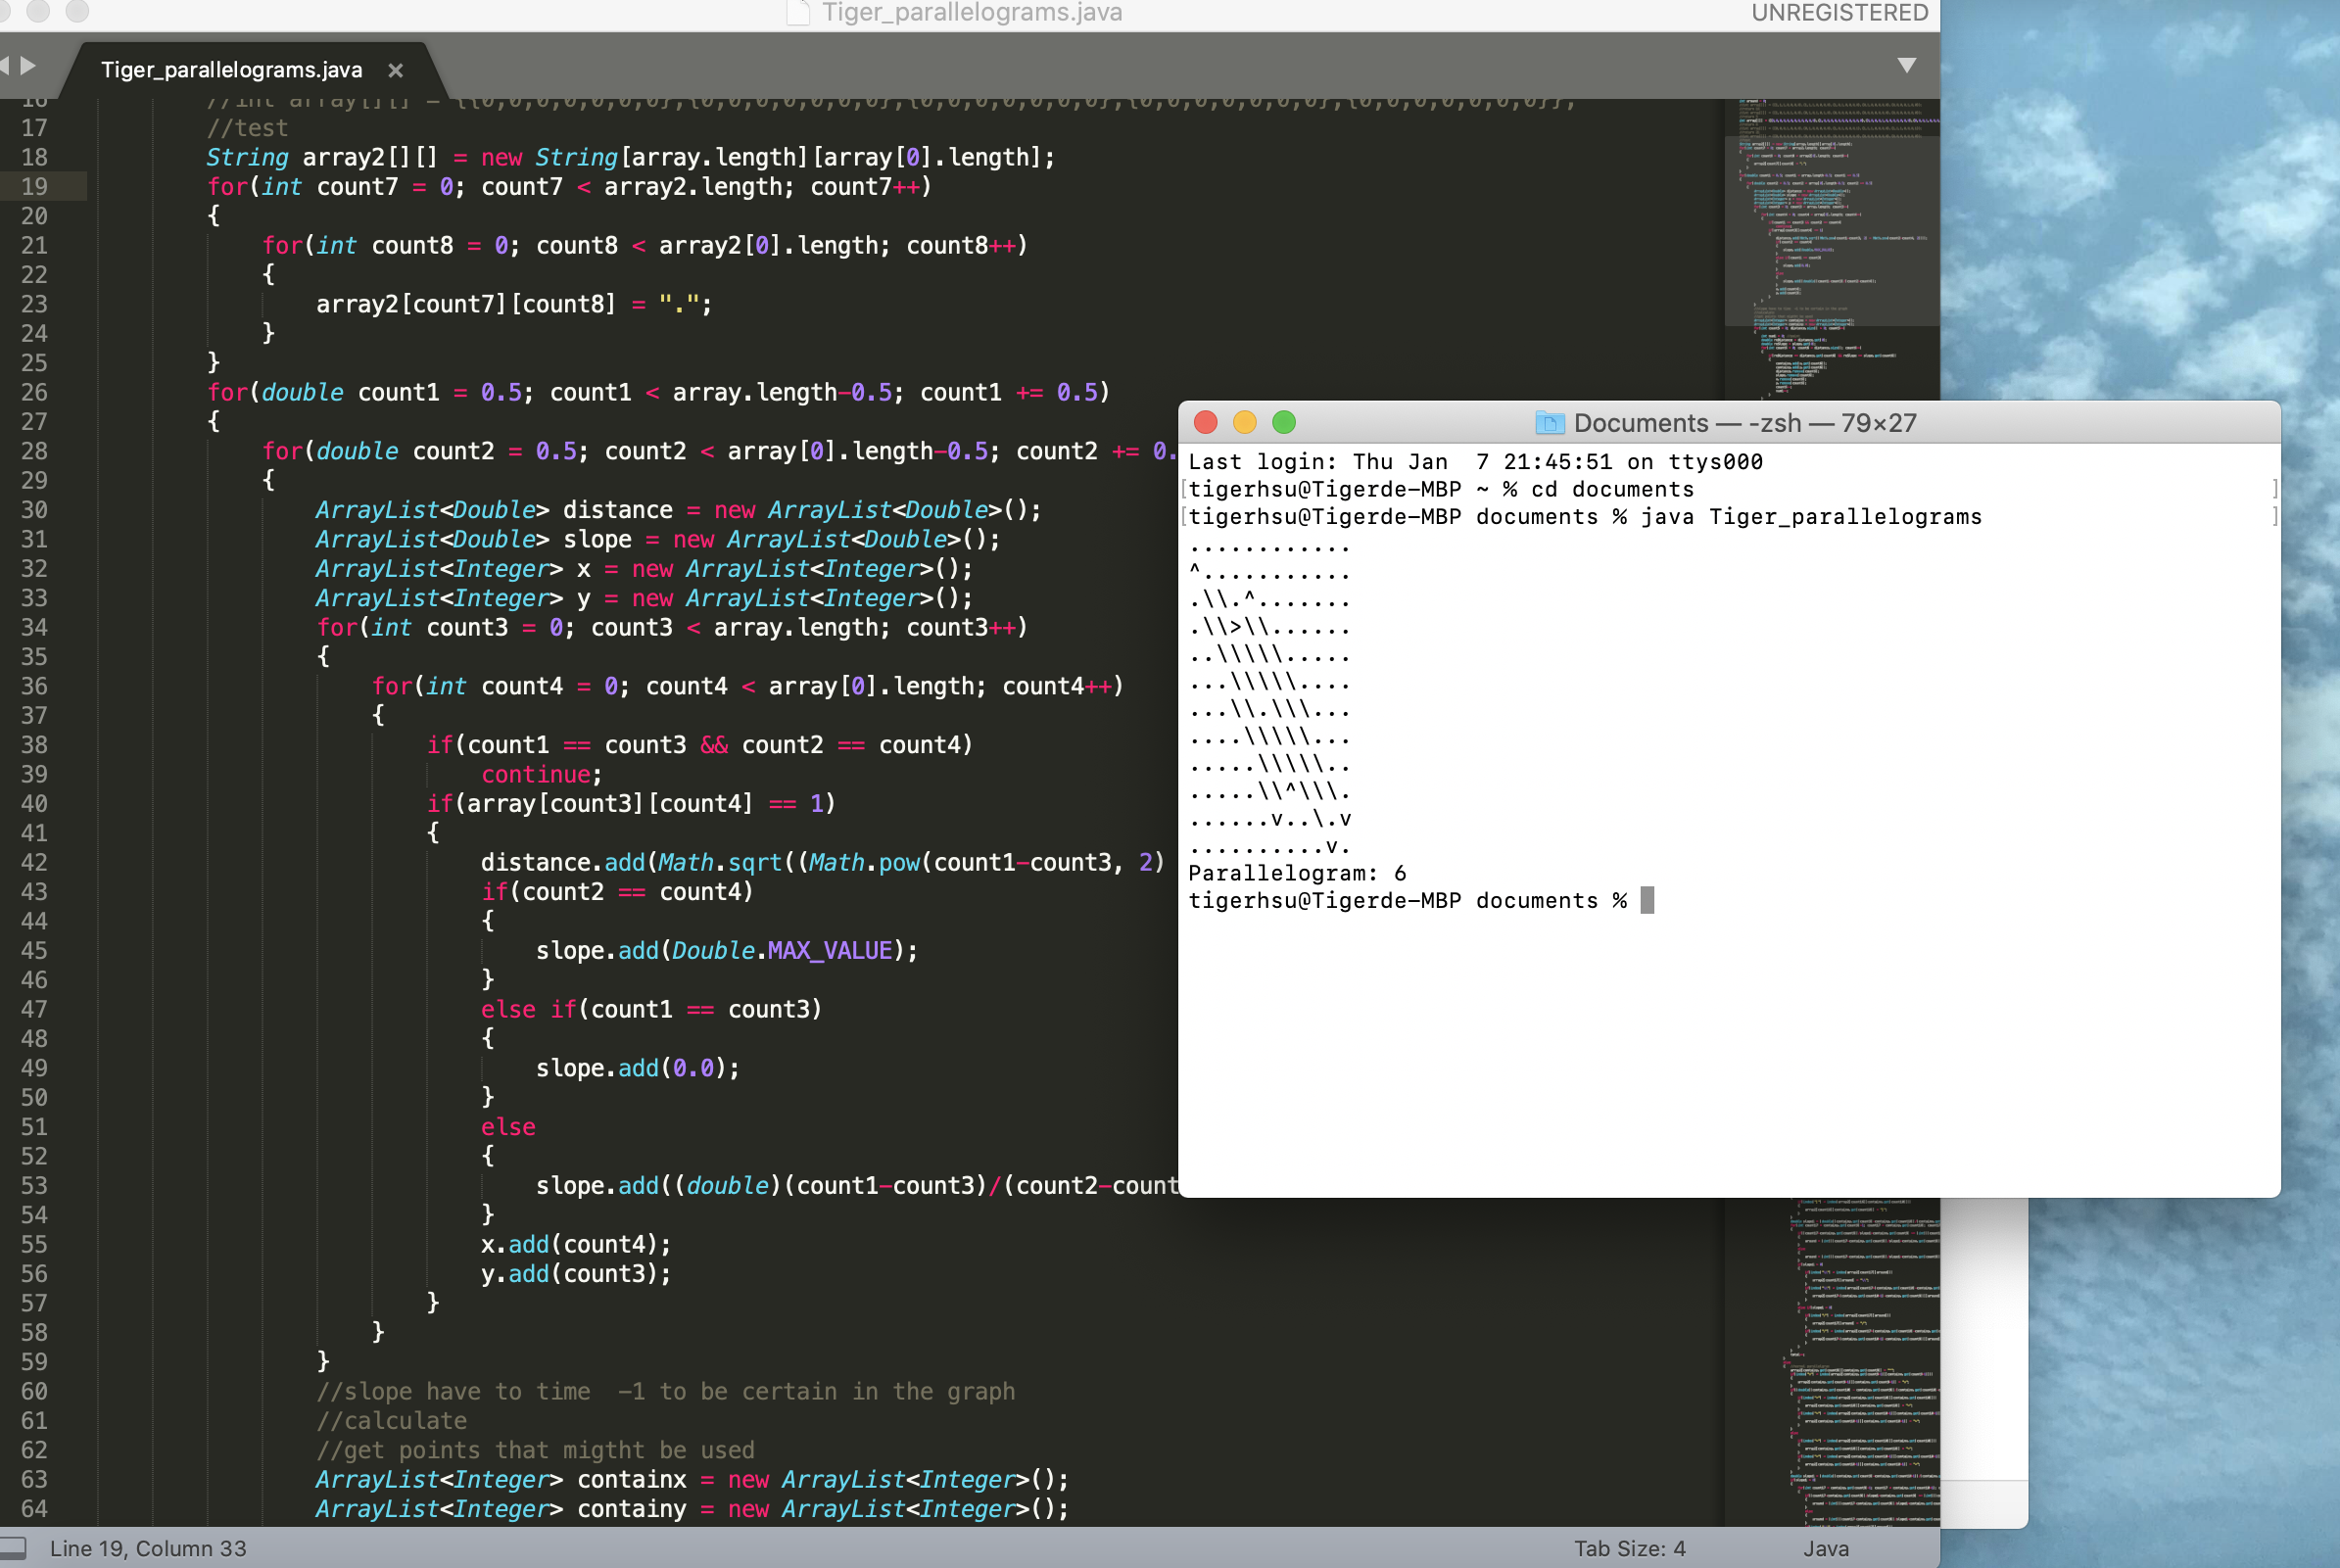 Tiger_parallelograms.java
UNREGISTERED
Tiger_parallelograms.java ×
16 //int array[][] = {{0,0,0,0,0,0,0},{0,0,0,0,0,0,0},{0,0,0,0,0,0,0},{0,0,0,0,0,0,0},{0,0,0,0,0,0,0}};
17 //test
18 String array2[][] = new String[array.length][array[0].length];
19 for(int count7 = 0; count7 < array2.length; count7++)
20 {
21 for(int count8 = 0; count8 < array2[0].length; count8++)
22 {
23 array2[count7][count8] = ".";
24 }
25 }
26 for(double count1 = 0.5; count1 < array.length-0.5; count1 += 0.5)
27 {
28 for(double count2 = 0.5; count2 < array[0].length-0.5; count2 += 0.
29 {
30 ArrayList<Double> distance = new ArrayList<Double>();
31 ArrayList<Double> slope = new ArrayList<Double>();
32 ArrayList<Integer> x = new ArrayList<Integer>();
33 ArrayList<Integer> y = new ArrayList<Integer>();
34 for(int count3 = 0; count3 < array.length; count3++)
35 {
36 for(int count4 = 0; count4 < array[0].length; count4++)
37 {
38 if(count1 == count3 && count2 == count4)
39 continue;
40 if(array[count3][count4] == 1)
41 {
42 distance.add(Math.sqrt((Math.pow(count1-count3, 2)
43 if(count2 == count4)
44 {
45 slope.add(Double.MAX_VALUE);
46 }
47 else if(count1 == count3)
48 {
49 slope.add(0.0);
50 }
51 else
52 {
53 slope.add((double)(count1-count3)/(count2-count
54 }
55 x.add(count4);
56 y.add(count3);
57 }
58 }
59 }
60 //slope have to time  -1 to be certain in the graph
61 //calculate
62 //get points that migtht be used
63 ArrayList<Integer> containx = new ArrayList<Integer>();
64 ArrayList<Integer> containy = new ArrayList<Integer>();
Line 19, Column 33
Tab Size: 4
Java
Documents — -zsh — 79×27
Last login: Thu Jan  7 21:45:51 on ttys000
[tigerhsu@Tigerde-MBP ~ % cd documents ]
[tigerhsu@Tigerde-MBP documents % java Tiger_parallelograms ]
............
^...........
.\\.^.......
.\\>\\......
..\\\\\.....
...\\\\\....
...\\.\\\...
....\\\\\...
.....\\\\\..
.....\\^\\\.
......v..\.v
..........v.
Parallelogram: 6
tigerhsu@Tigerde-MBP documents %